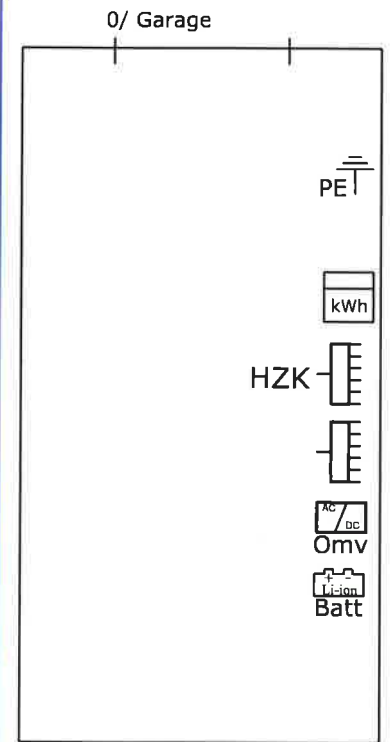 0/ Garage
PE
kWh
HZK
AC
DC
Omv
+ -
Li-ion
Batt